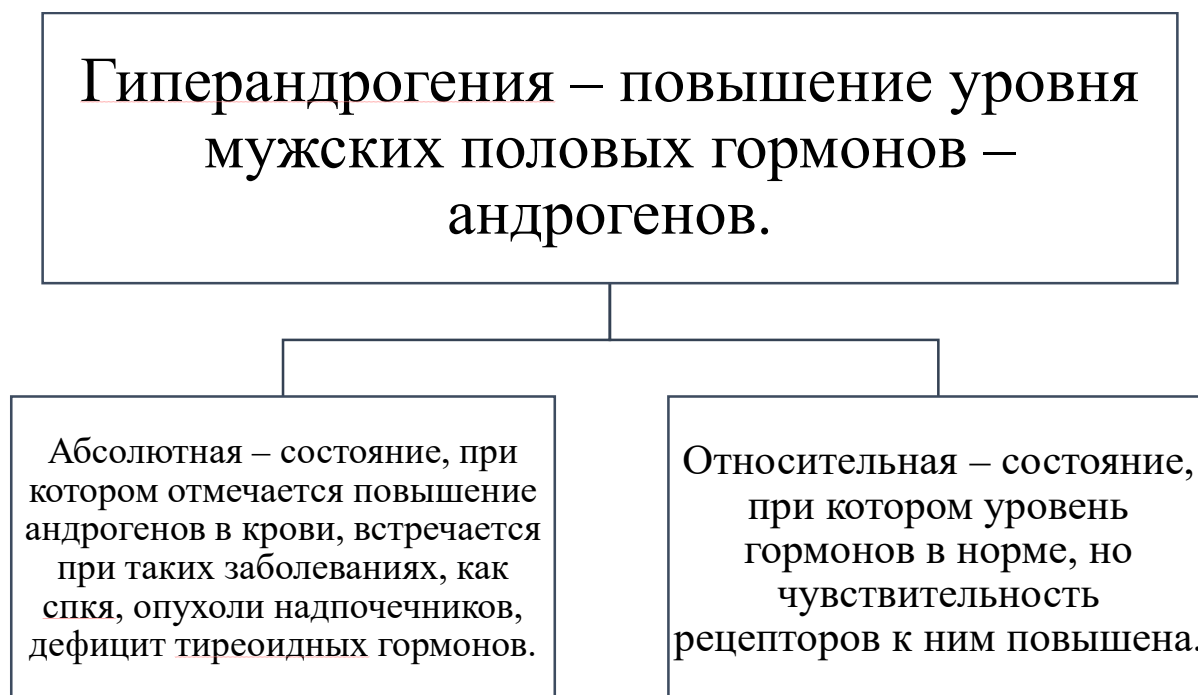 Гиперандрогения – повышение уровня
мужских половых гормонов –
андрогенов.
Абсолютная – состояние, при
котором отмечается повышение
андрогенов в крови, встречается
при таких заболеваниях, как
спкя, опухоли надпочечников,
дефицит тиреоидных гормонов.
Относительная – состояние,
при котором уровень
гормонов в норме, но
чувствительность
рецепторов к ним повышена.